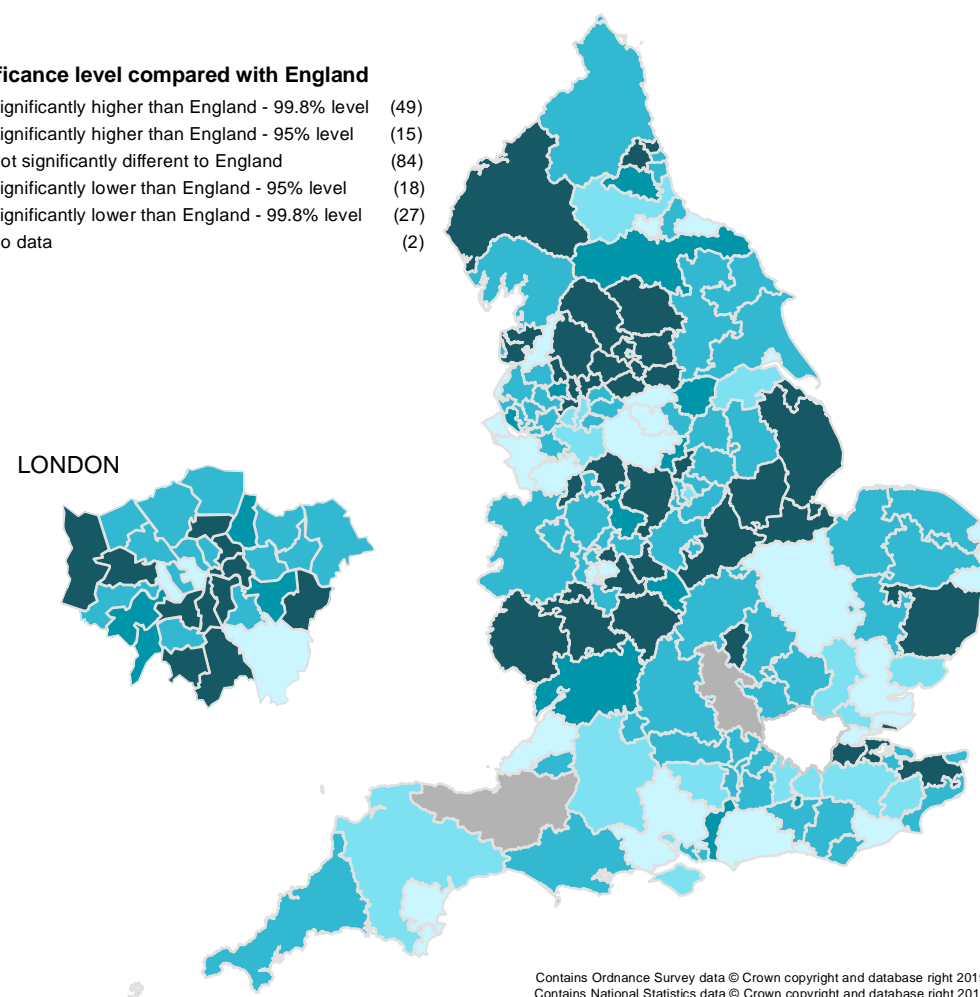 ficance level compared with England
ignificantly higher than England - 99.8% level (49)
ignificantly higher than England - 95% level (15)
ot significantly different to England (84)
ignificantly lower than England - 95% level (18)
ignificantly lower than England - 99.8% level (27)
o data (2)
LONDON
Contains Ordnance Survey data © Crown copyright and database right 201
Contains National Statistics data © Crown copyright and database right 201